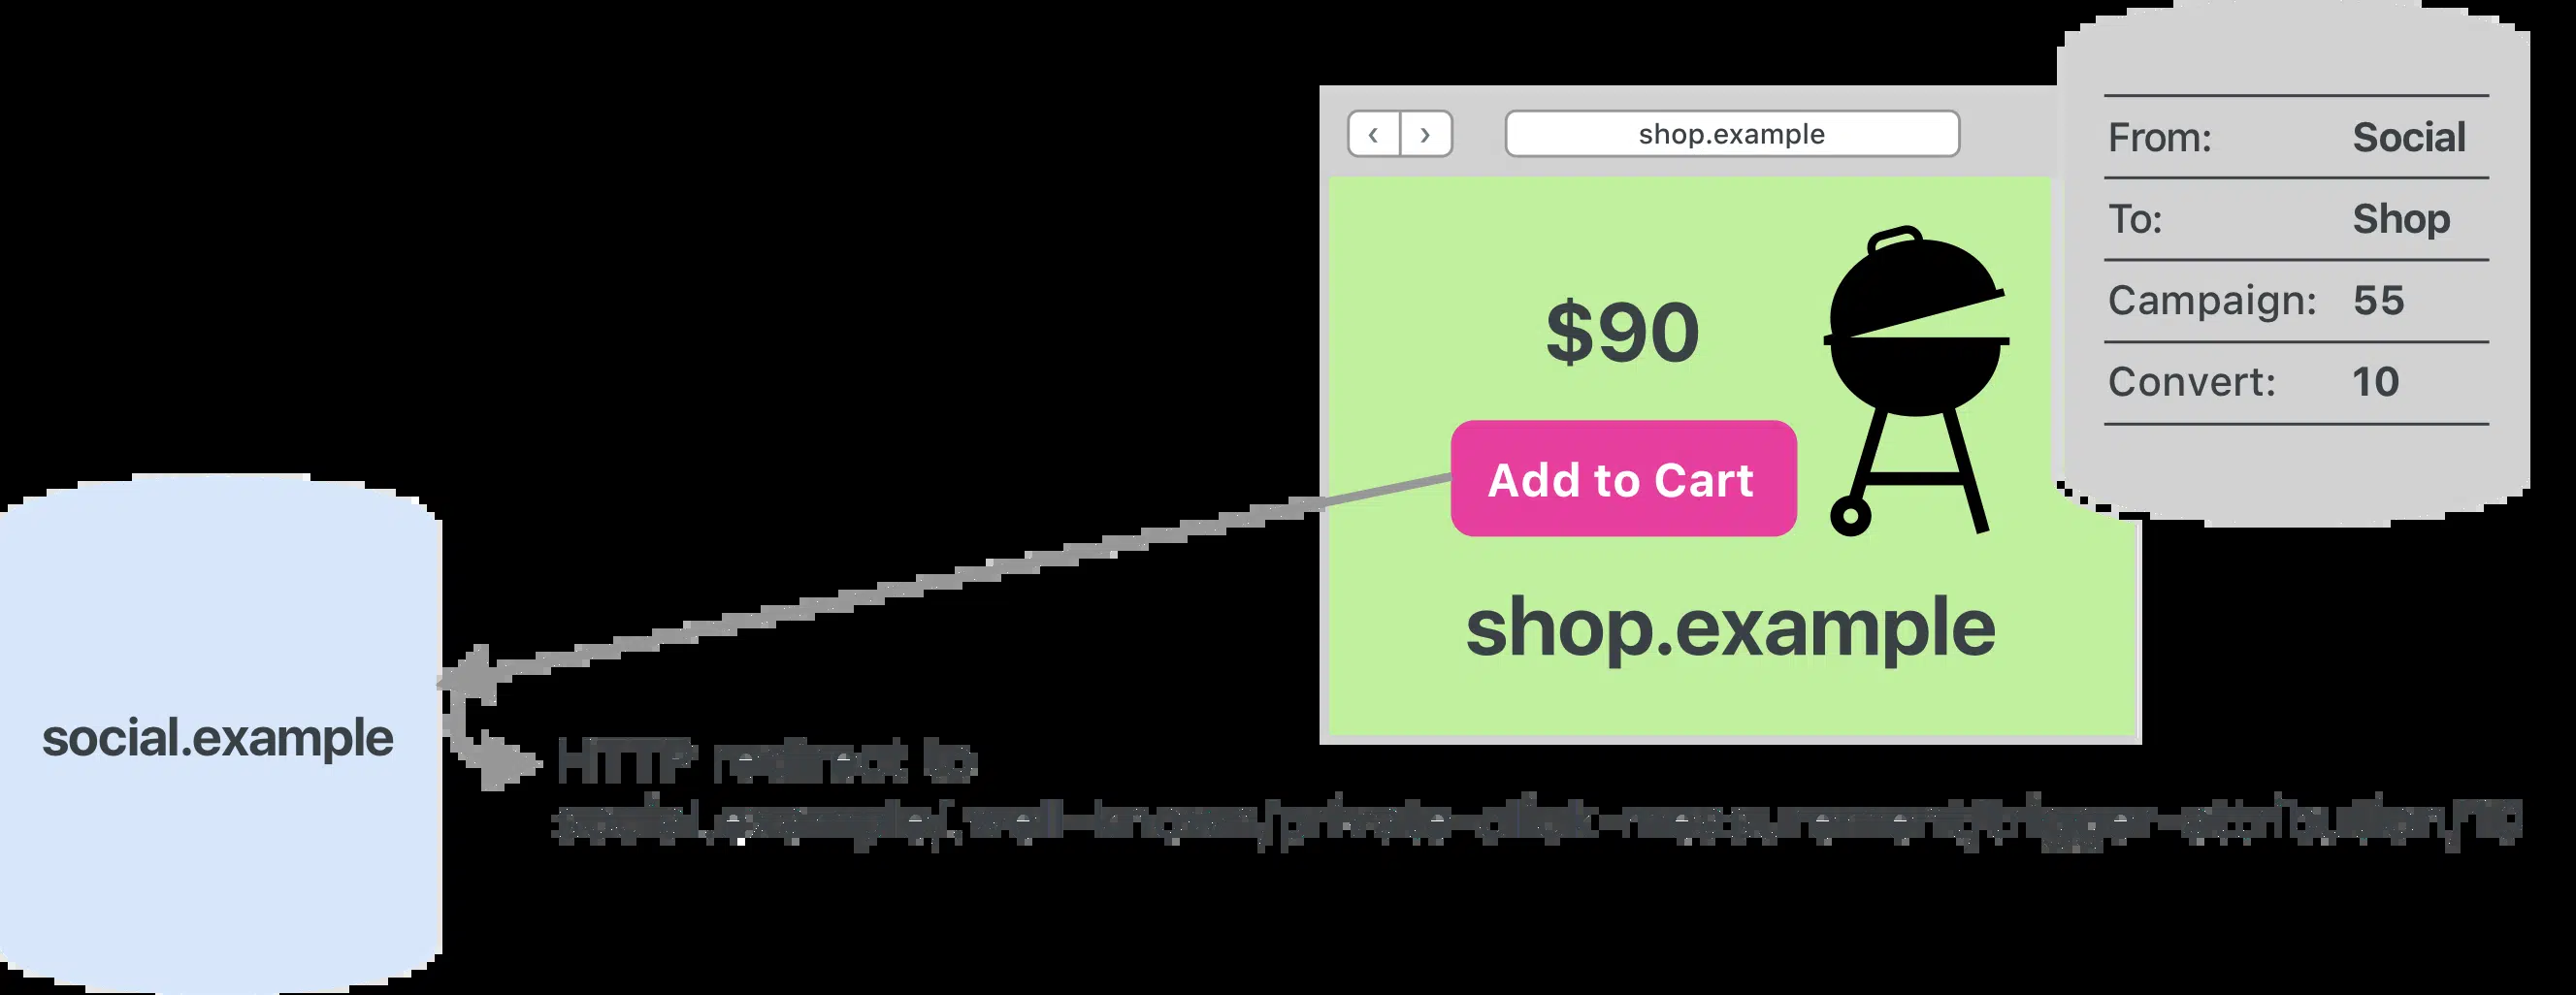 shop.example
From: Social
To: Shop
Campaign: 55
Convert: 10
$90
Add to Cart
shop.example
social.example
HTTP redirect to
social.example/.well-known/private-click-measurement/trigger-attribution/10